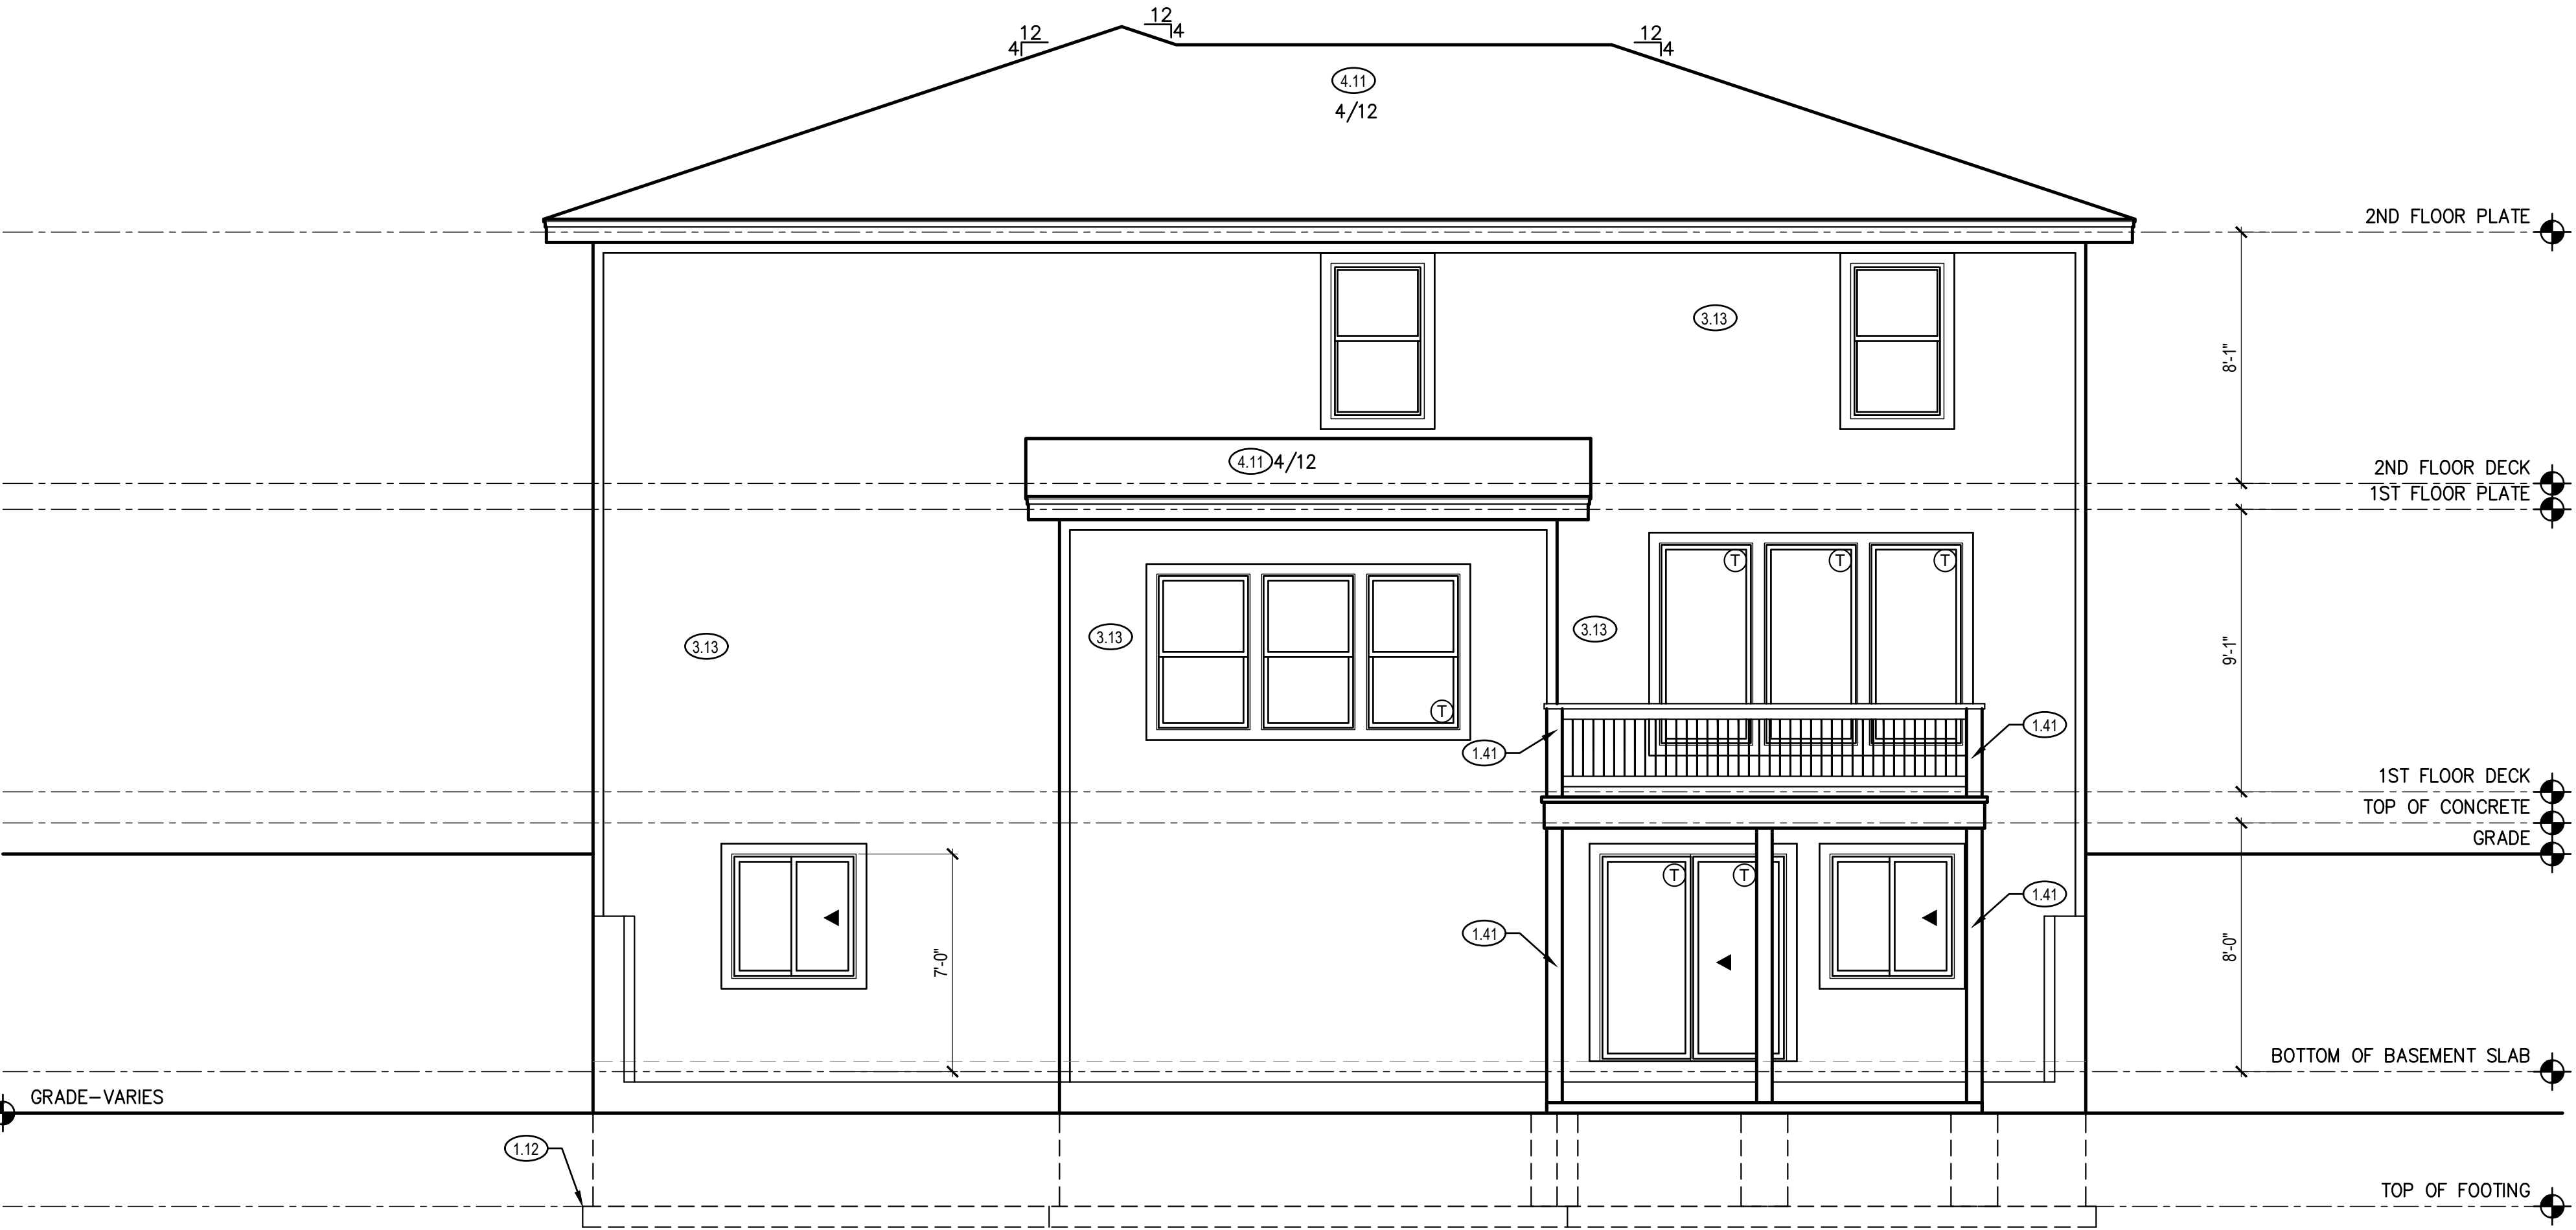 12
4
12
4
12
4
4.11
4/12
2ND FLOOR PLATE
3.13
8'-1"
4.11 4/12
2ND FLOOR DECK
1ST FLOOR PLATE
T
T
T
3.13
3.13
3.13
9'-1"
T
1.41
1.41
1ST FLOOR DECK
TOP OF CONCRETE
GRADE
T
T
1.41
1.41
7'-0"
8'-0"
BOTTOM OF BASEMENT SLAB
GRADE-VARIES
1.12
TOP OF FOOTING